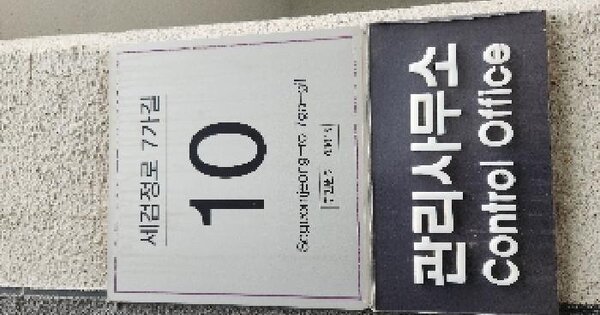 세검정로 7가길
10
Segeomjeong-ro 7ga-gil
관리사무소
Control Office